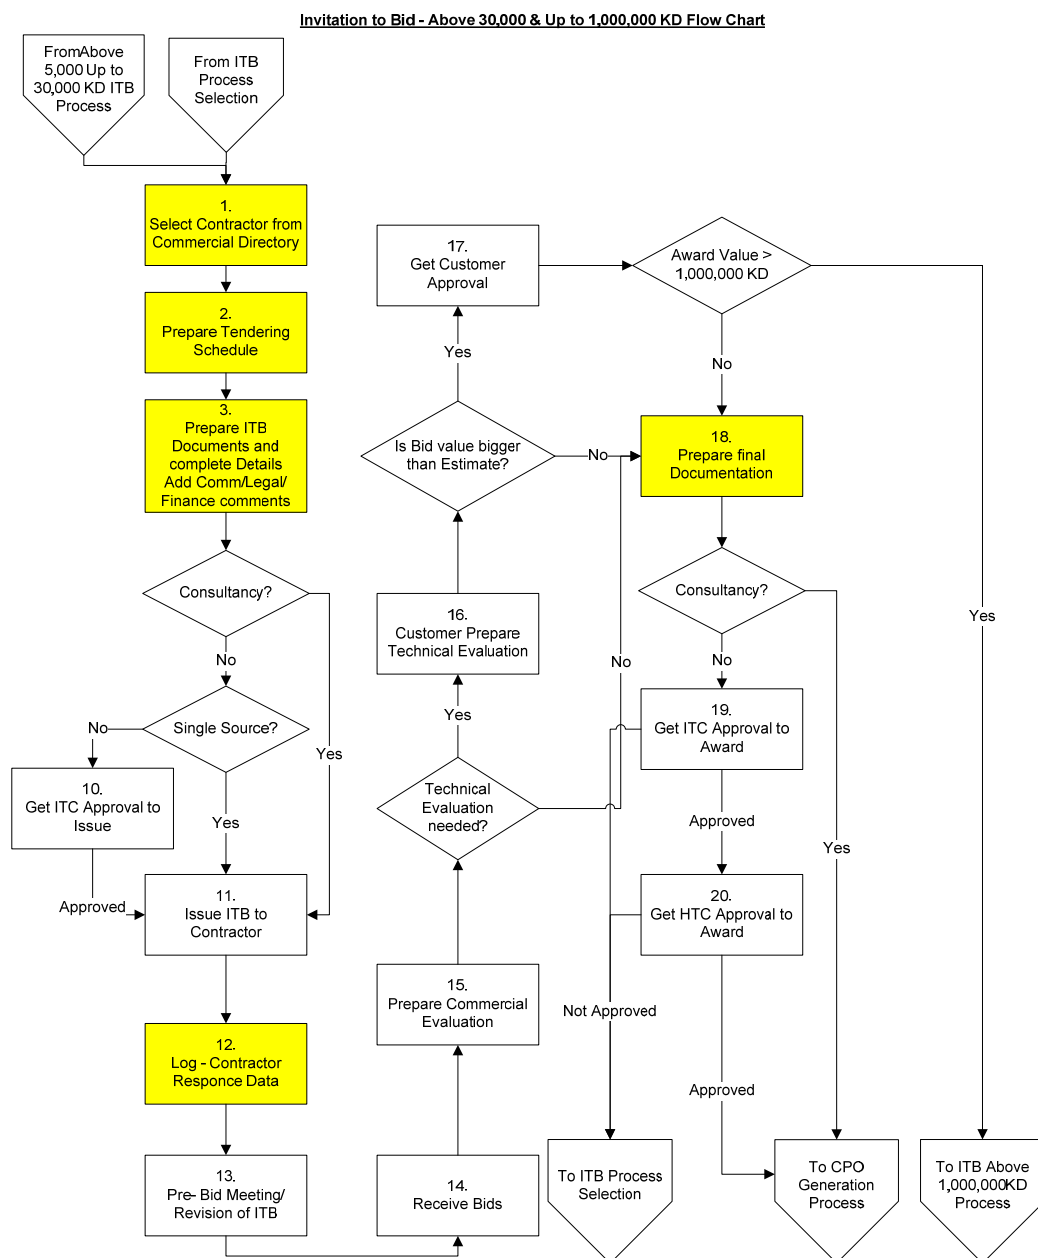 Invitation to Bid - Above 30,000 & Up to 1,000,000 KD Flow Chart
FromAbove
5,000 Up to
30,000 KD ITB
Process
From ITB
Process
Selection
1.
Select Contractor from
Commercial Directory
2.
Prepare Tendering
Schedule
3.
Prepare ITB
Documents and
complete Details
Add Comm/Legal/
Finance comments
Consultancy?
No
Yes
Single Source?
No
Yes
10.
Get ITC Approval to
Issue
Approved
11.
Issue ITB to
Contractor
12.
Log - Contractor
Responce Data
13.
Pre- Bid Meeting/
Revision of ITB
14.
Receive Bids
15.
Prepare Commercial
Evaluation
Technical
Evaluation
needed?
Yes
No
16.
Customer Prepare
Technical Evaluation
Is Bid value bigger
than Estimate?
Yes
No
17.
Get Customer
Approval
Award Value >
1,000,000 KD
No
Yes
18.
Prepare final
Documentation
Consultancy?
No
Yes
19.
Get ITC Approval to
Award
Approved
20.
Get HTC Approval to
Award
Not Approved
Approved
To ITB Process
Selection
To CPO
Generation
Process
To ITB Above
1,000,000KD
Process